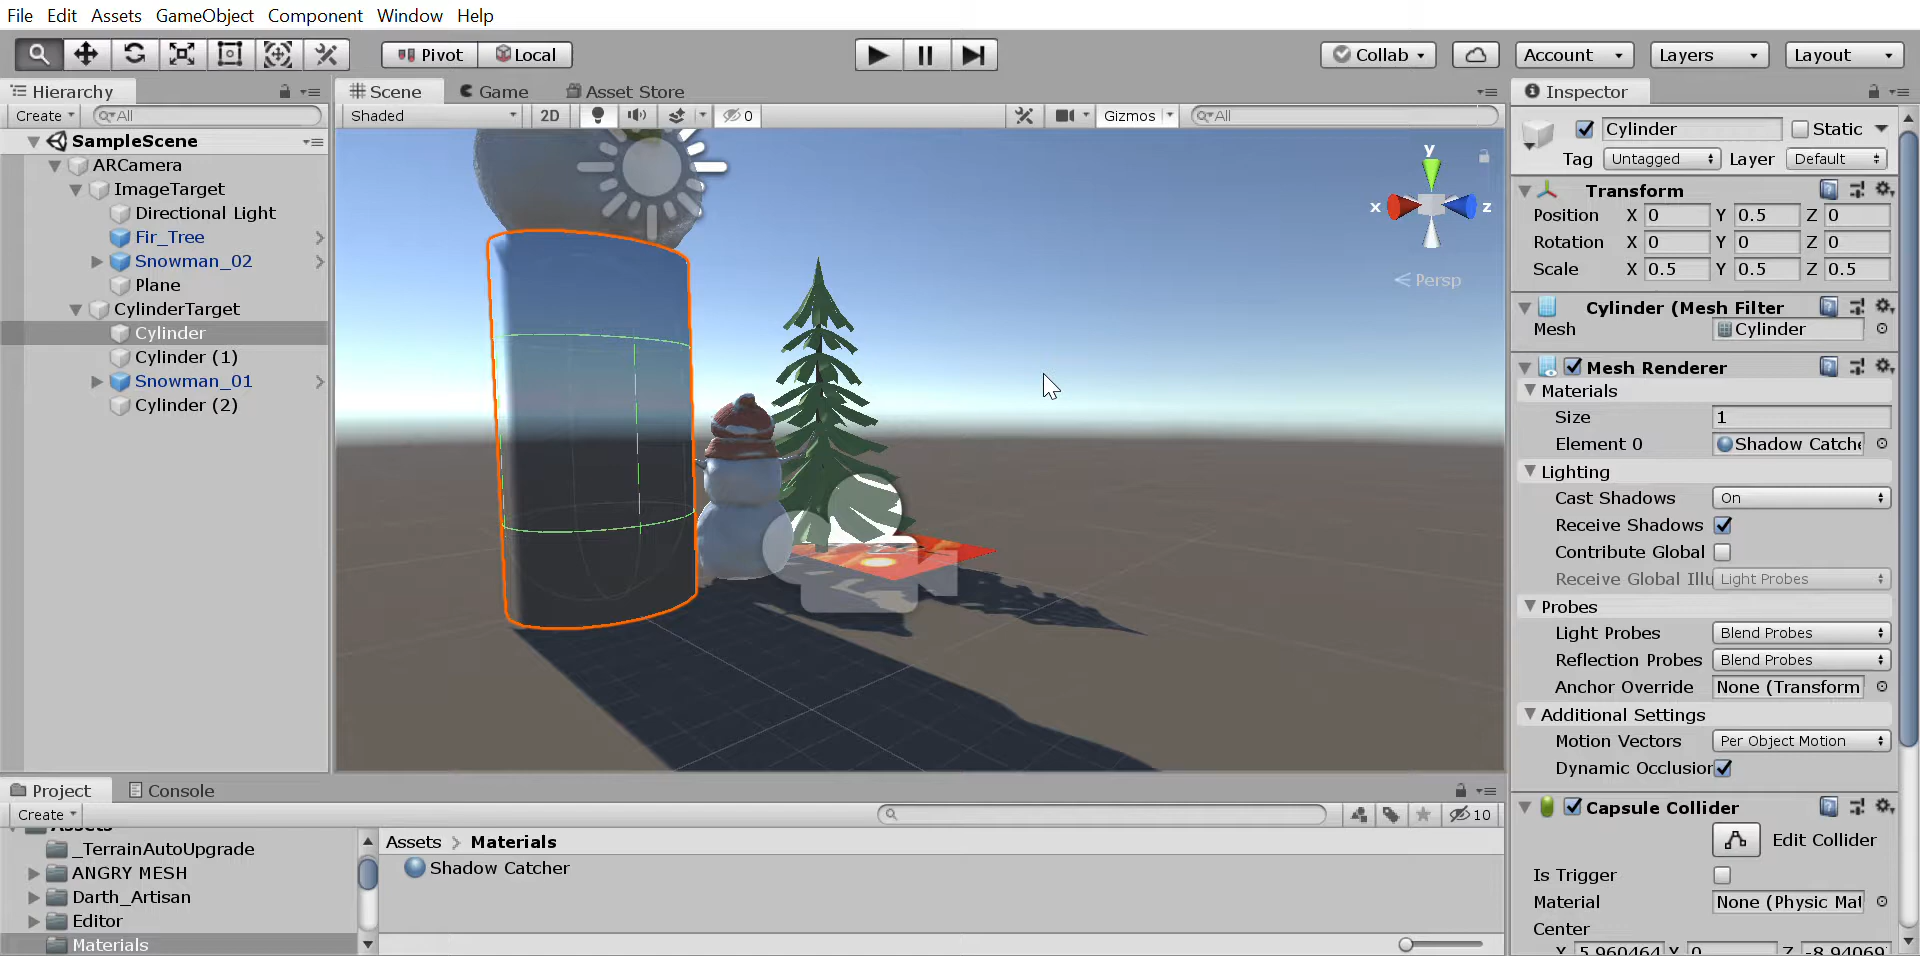 File Edit Assets GameObject Component Window Help
Pivot Local Collab Account Layers Layout
Hierarchy Scene Game Asset Store Inspector
Create All Shaded 2D 0 Gizmos All
SampleScene
ARCamera
ImageTarget
Directional Light
Fir_Tree
Snowman_02
Plane
CylinderTarget
Cylinder
Cylinder (1)
Snowman_01
Cylinder (2)
y
x z
Persp
Cylinder Static
Tag Untagged Layer Default
Transform
Position X 0 Y 0.5 Z 0
Rotation X 0 Y 0 Z 0
Scale X 0.5 Y 0.5 Z 0.5
Cylinder (Mesh Filter
Mesh Cylinder
Mesh Renderer
Materials
Size 1
Element 0 Shadow Catche
Lighting
Cast Shadows On
Receive Shadows
Contribute Global
Receive Global Illu Light Probes
Probes
Light Probes Blend Probes
Reflection Probes Blend Probes
Anchor Override None (Transform
Additional Settings
Motion Vectors Per Object Motion
Dynamic Occlusion
Capsule Collider
Edit Collider
Is Trigger
Material None (Physic Mat
Center
X 5.960464 Y 0 Z -8.94069
Project Console
Create 10
Assets
_TerrainAutoUpgrade
ANGRY MESH
Darth_Artisan
Editor
Materials
Assets > Materials
Shadow Catcher